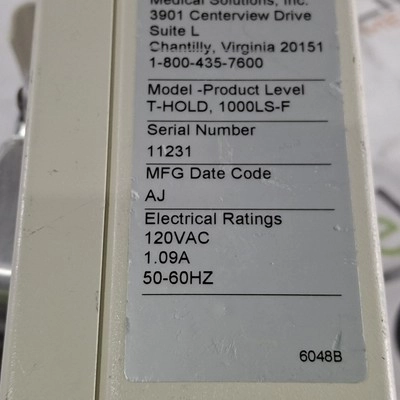 Medical Solutions, Inc.
3901 Centerview Drive
Suite L
Chantilly, Virginia 20151
1-800-435-7600
Model -Product Level
T-HOLD, 1000LS-F
Serial Number
11231
MFG Date Code
AJ
Electrical Ratings
120VAC
1.09A
50-60HZ
6048B